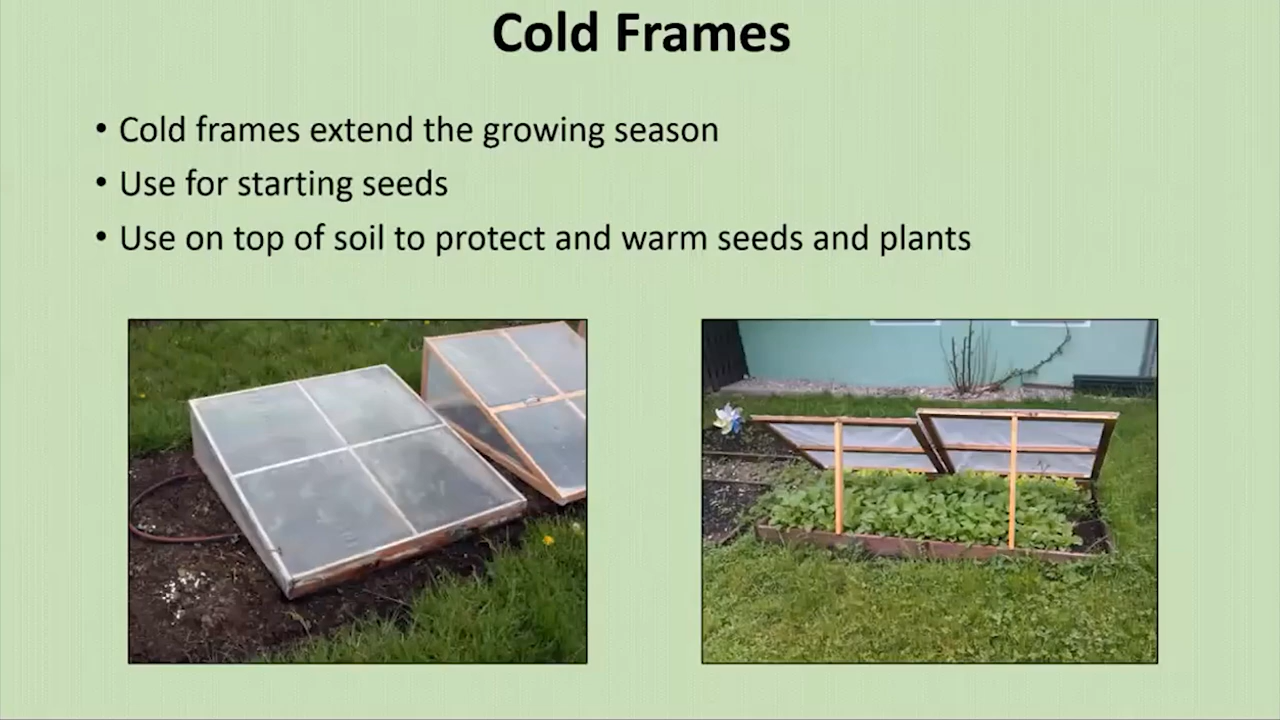 Cold Frames
• Cold frames extend the growing season
• Use for starting seeds
• Use on top of soil to protect and warm seeds and plants